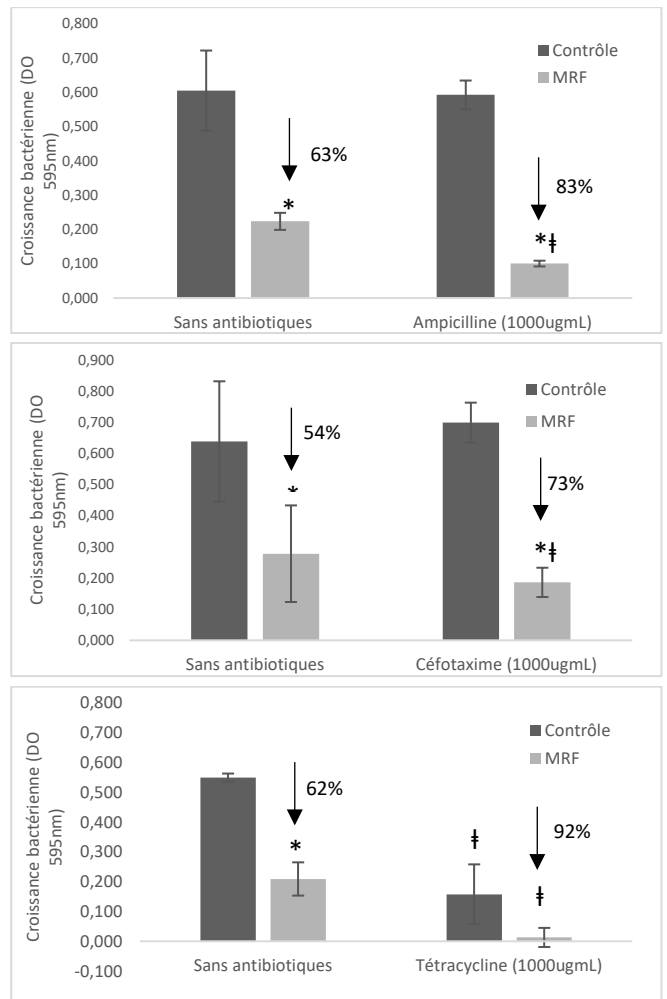 Croissance bactérienne (DO
595nm)
0,800
0,700
0,600
0,500
0,400
0,300
0,200
0,100
0,000
Contrôle
MRF
63%
*
83%
*ǂ
Sans antibiotiques
Ampicilline (1000ugmL)
Croissance bactérienne (DO
595nm)
0,900
0,800
0,700
0,600
0,500
0,400
0,300
0,200
0,100
0,000
Contrôle
MRF
54%
*
73%
*ǂ
Sans antibiotiques
Céfotaxime (1000ugmL)
Croissance bactérienne (DO
595nm)
0,800
0,700
0,600
0,500
0,400
0,300
0,200
0,100
0,000
-0,100
Contrôle
MRF
62%
*
ǂ
92%
ǂ
Sans antibiotiques
Tétracycline (1000ugmL)